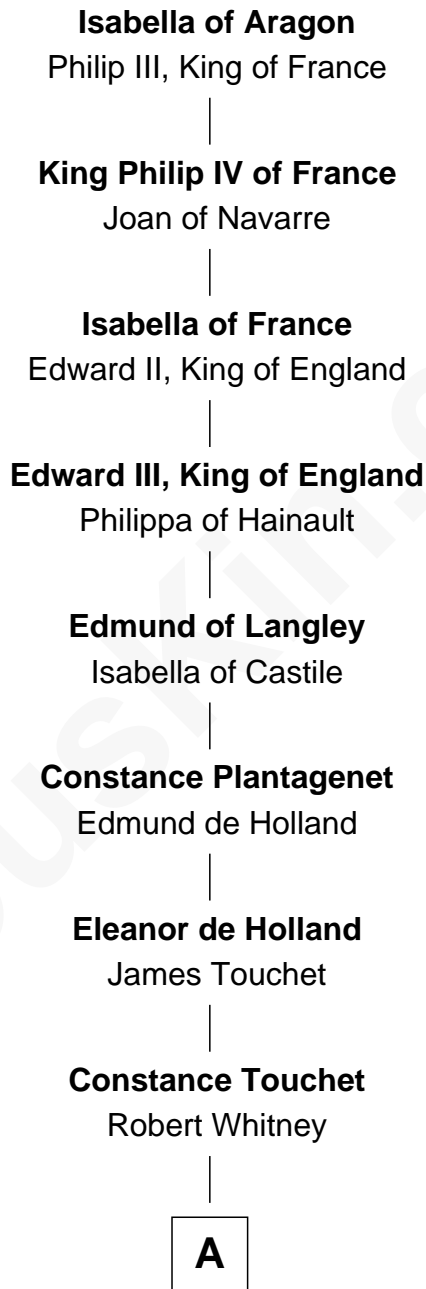 Isabella of Aragon
Philip III, King of France
King Philip IV of France
Joan of Navarre
Isabella of France
Edward II, King of England
Edward III, King of England
Philippa of Hainault
Edmund of Langley
Isabella of Castile
Constance Plantagenet
Edmund de Holland
Eleanor de Holland
James Touchet
Constance Touchet
Robert Whitney
A